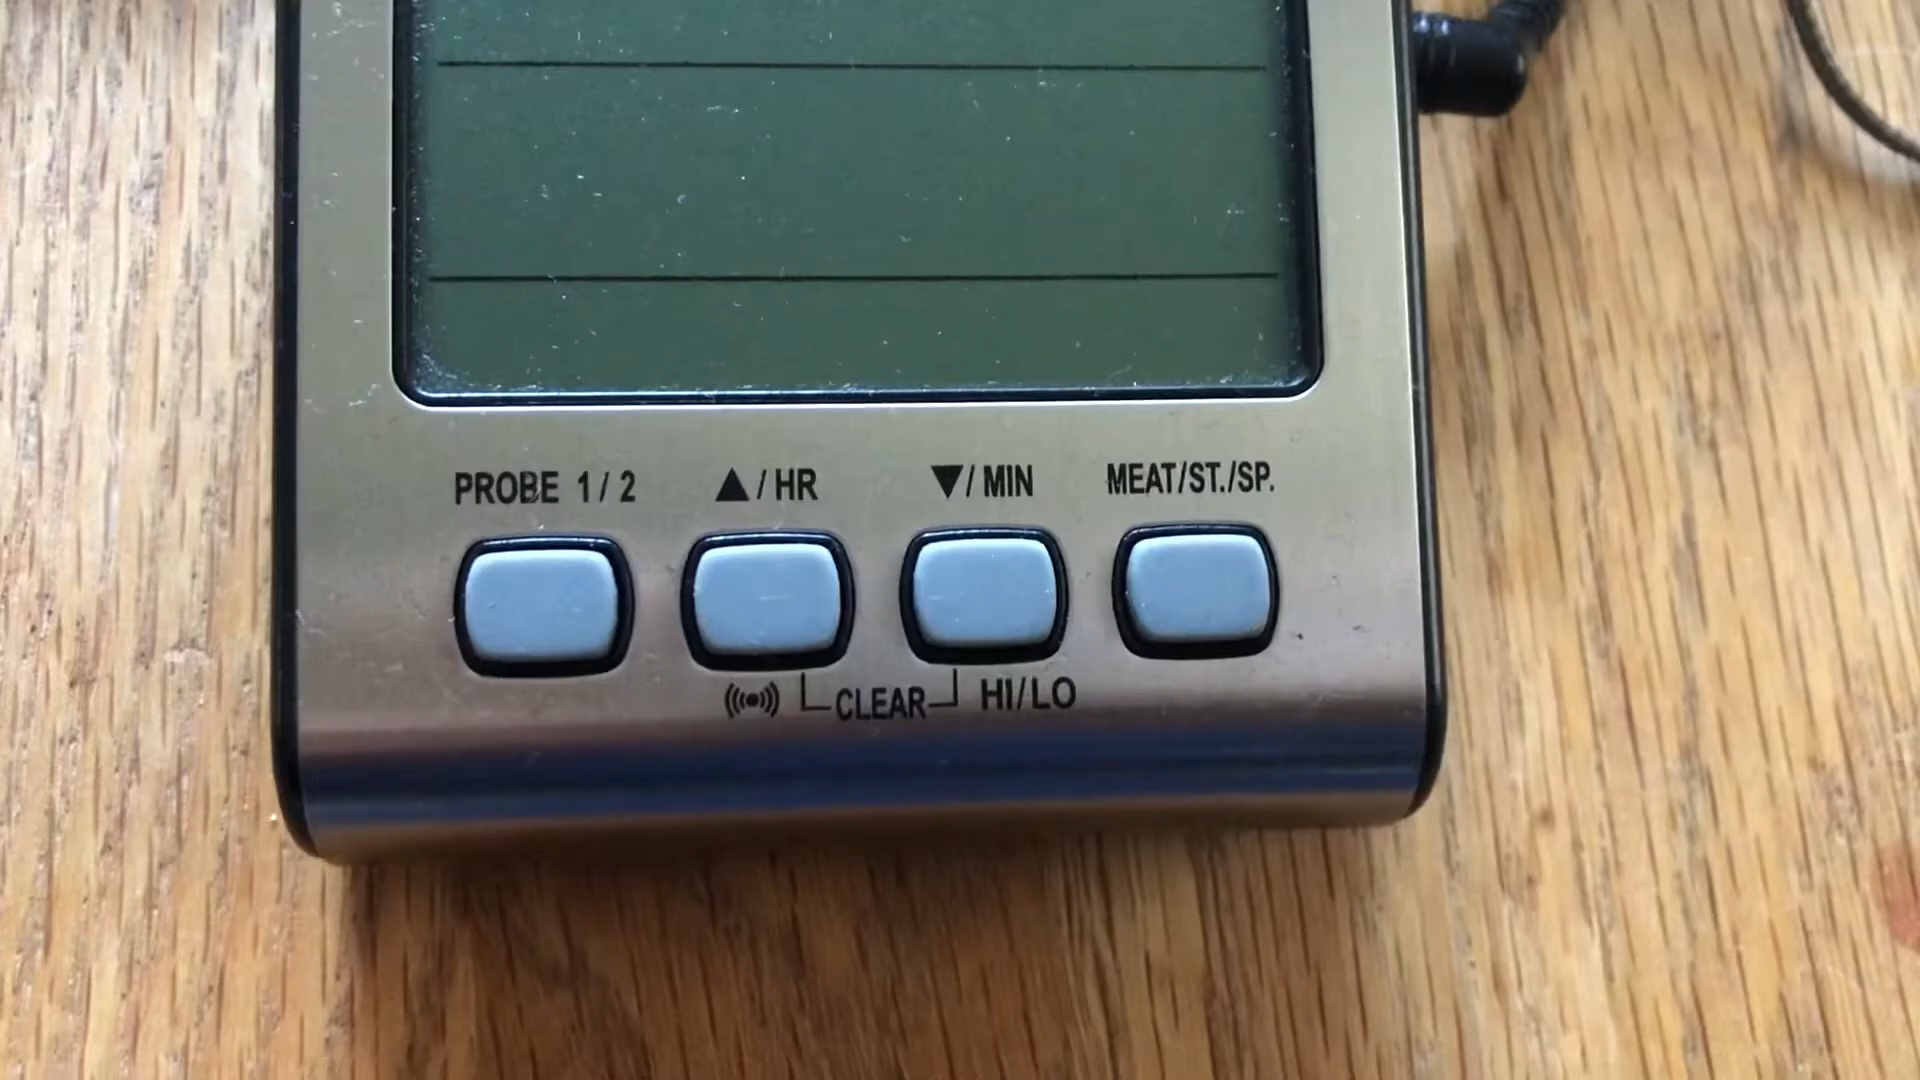 PROBE 1/2 ▲/HR ▼/MIN MEAT/ST./SP.
CLEAR HI/LO